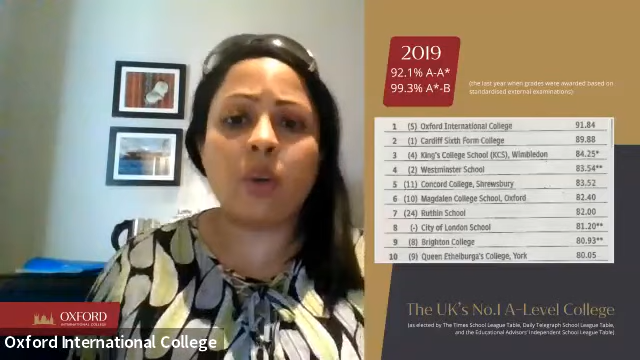 2019
92.1% A-A*
99.3% A*-B
(the last year when grades were awarded based on
standardised external examinations)
1 (5) Oxford International College 91.84
2 (1) Cardiff Sixth Form College 89.88
3 (4) King's College School (KCS), Wimbledon 84.25*
4 (2) Westminster School 83.54**
5 (11) Concord College, Shrewsbury 83.52
6 (10) Magdalen College School, Oxford 82.40
7 (24) Ruthin School 82.00
8 (-) City of London School 81.20**
9 (8) Brighton College 80.93**
10 (9) Queen Ethelburga's College, York 80.05
The UK's No.1 A-Level College
(as elected by The Times School League Table, Daily Telegraph School League Table,
and the Educational Advisors' Independent School League Table)
OXFORD
INTERNATIONAL COLLEGE
Oxford International College